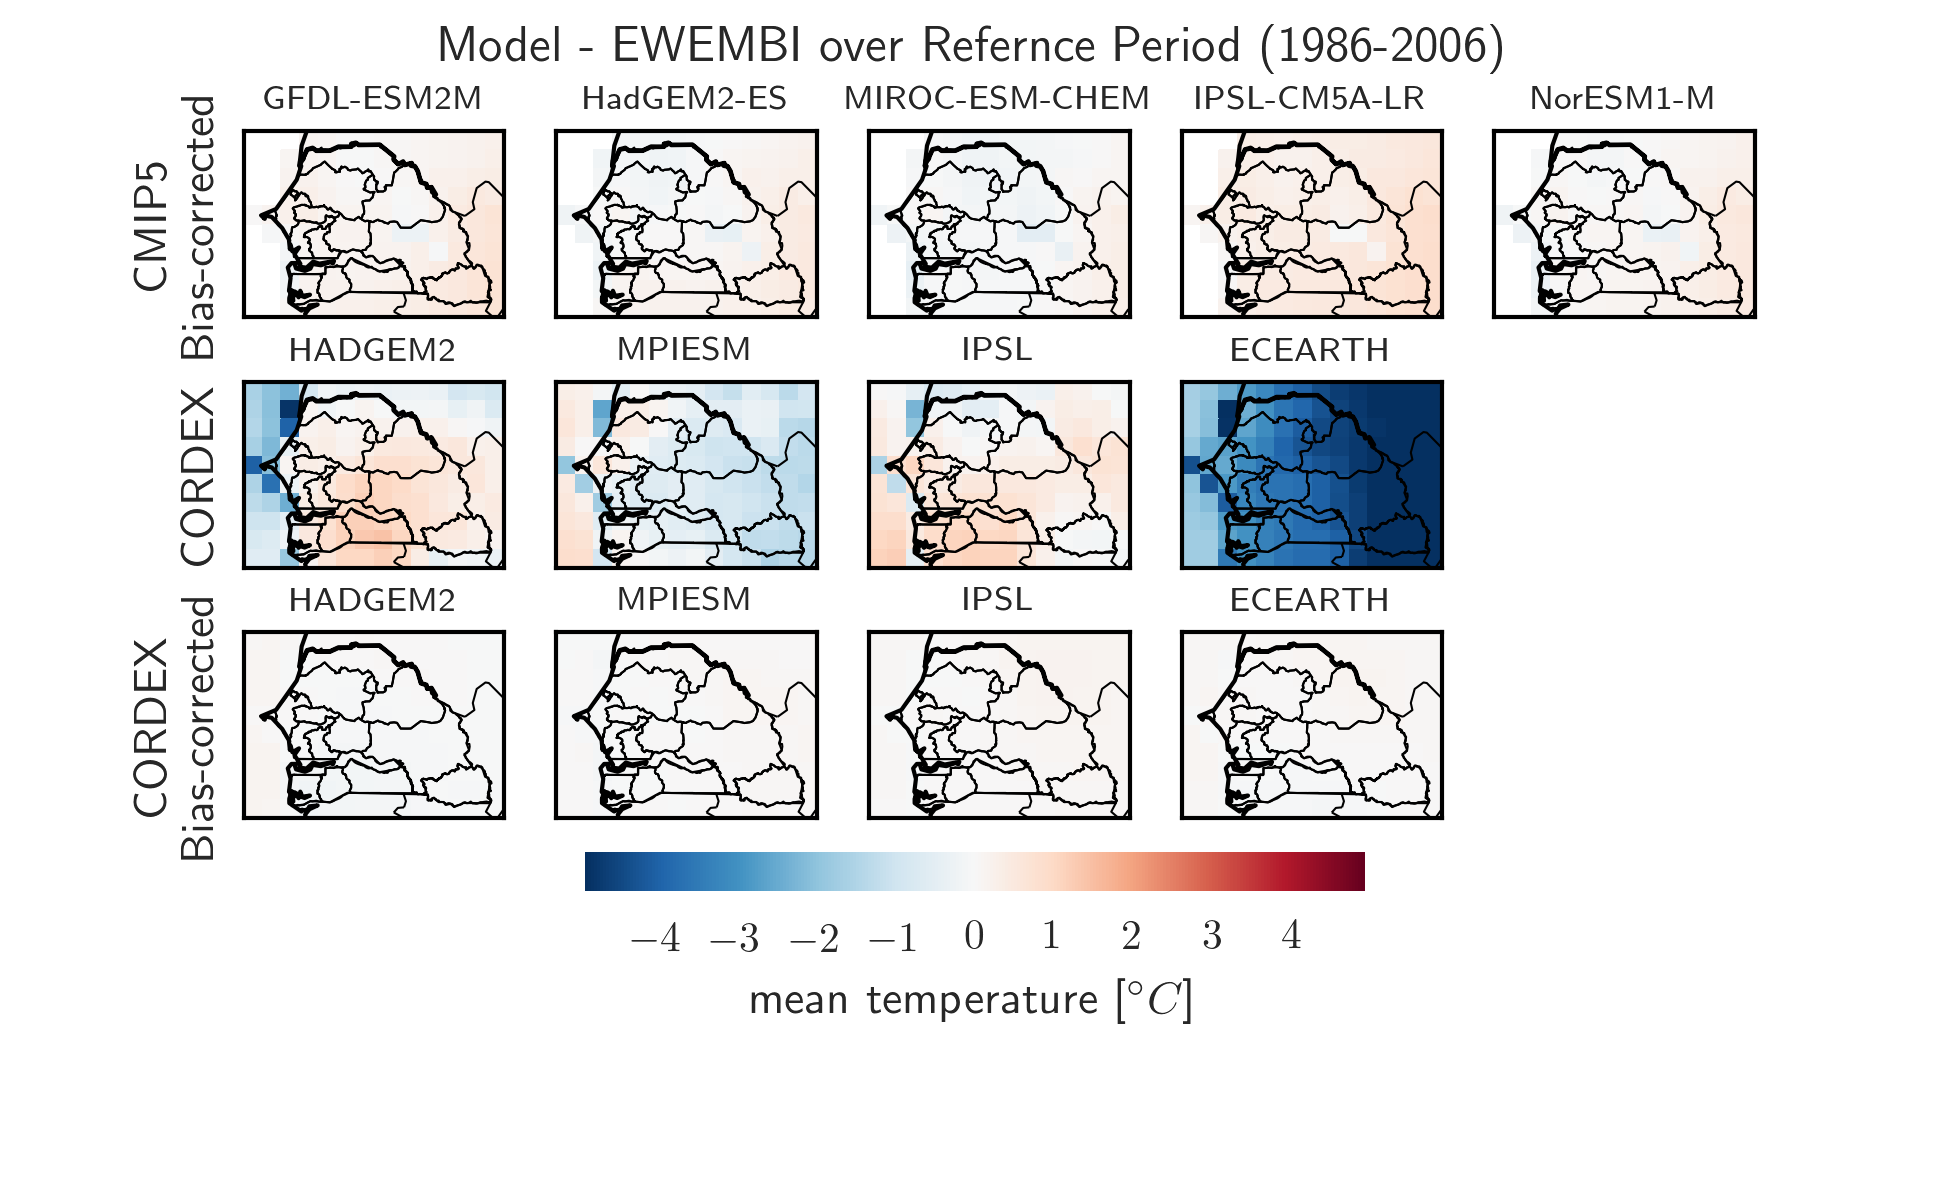 Model - EWEMBI over Refernce Period (1986-2006)
CMIP5
Bias-corrected
GFDL-ESM2M
HadGEM2-ES
MIROC-ESM-CHEM
IPSL-CM5A-LR
NorESM1-M
CORDEX
HADGEM2
MPIESM
IPSL
ECEARTH
CORDEX
Bias-corrected
HADGEM2
MPIESM
IPSL
ECEARTH
−4 −3 −2 −1 0 1 2 3 4
mean temperature [°C]